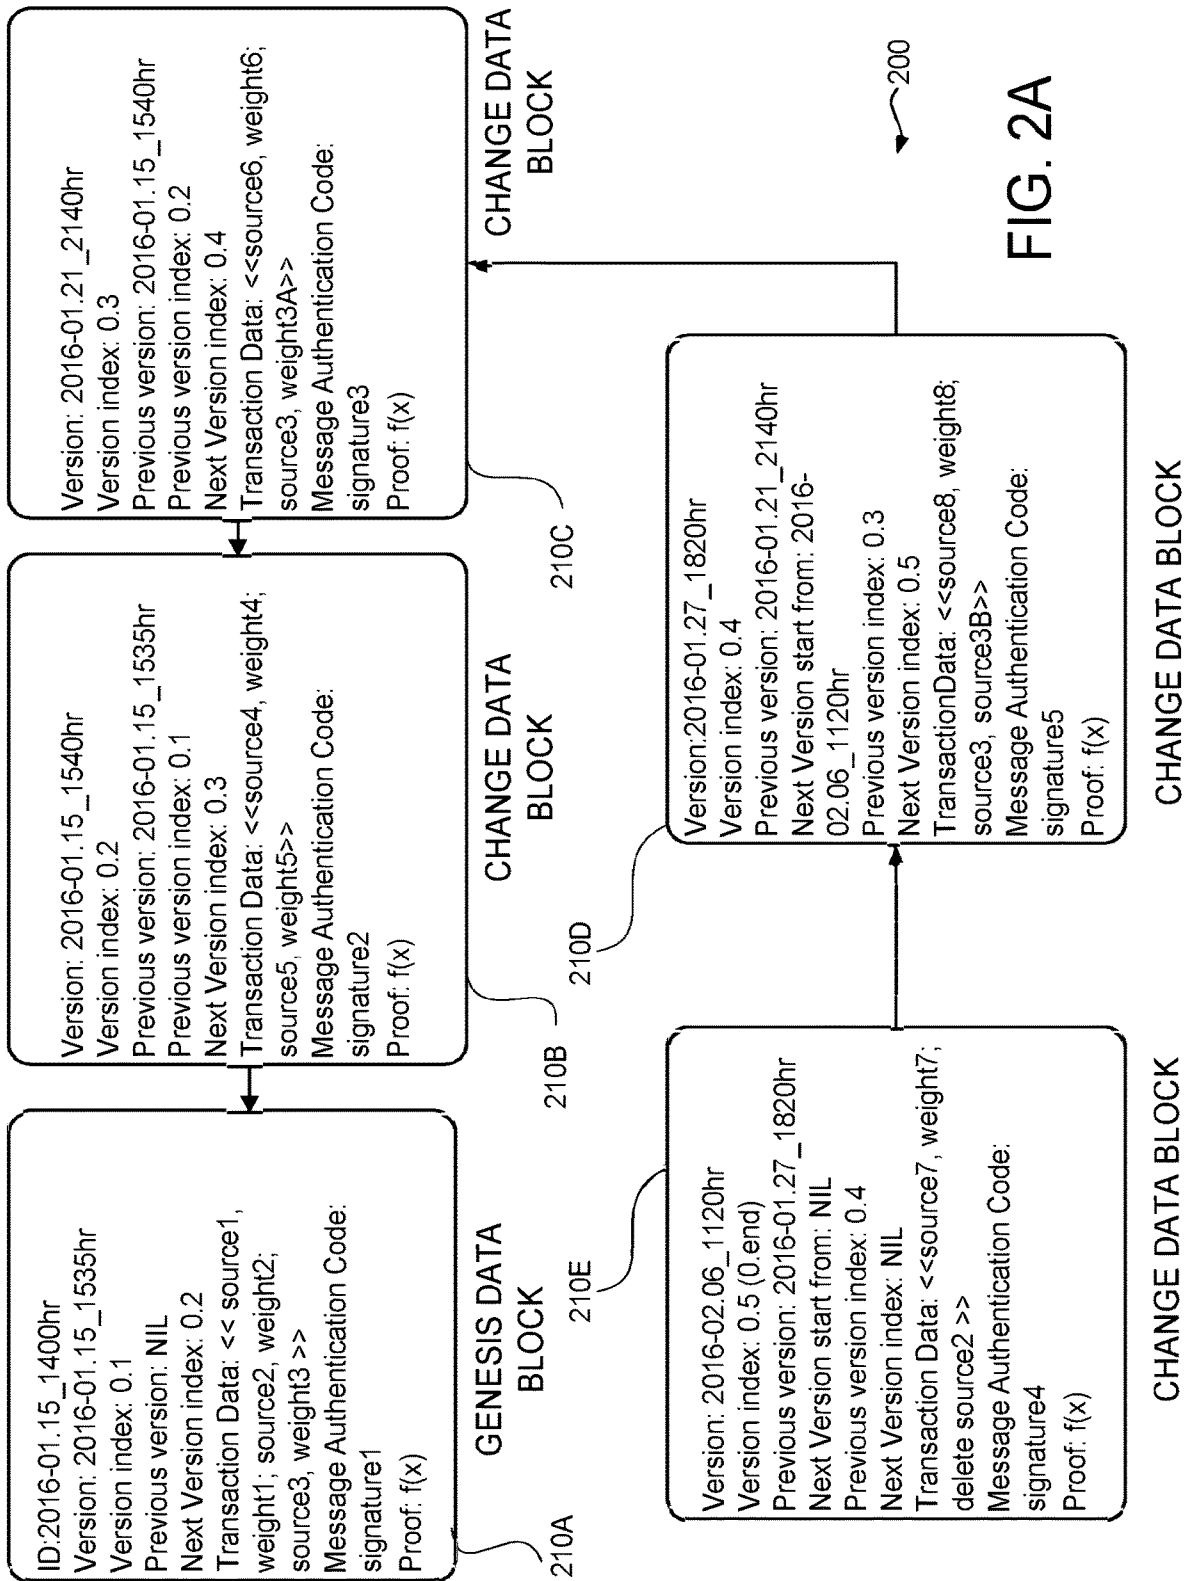 ID:2016-01.15_1400hr
Version: 2016-01.15_1535hr
Version index: 0.1
Previous version: NIL
Next Version index: 0.2
Transaction Data: << source1,
weight1; source2, weight2;
source3, weight3 >>
Message Authentication Code:
signature1
Proof: f(x)
210A
GENESIS DATA
BLOCK
Version: 2016-01.15_1540hr
Version index: 0.2
Previous version: 2016-01.15_1535hr
Previous version index: 0.1
Next Version index: 0.3
Transaction Data: <<source4, weight4;
source5, weight5>>
Message Authentication Code:
signature2
Proof: f(x)
210B
CHANGE DATA
BLOCK
Version: 2016-01.21_2140hr
Version index: 0.3
Previous version: 2016-01.15_1540hr
Previous version index: 0.2
Next Version index: 0.4
Transaction Data: <<source6, weight6;
source3, weight3A>>
Message Authentication Code:
signature3
Proof: f(x)
210C
CHANGE DATA
BLOCK
210E
Version: 2016-02.06_1120hr
Version index: 0.5 (0.end)
Previous version: 2016-01.27_1820hr
Next Version start from: NIL
Previous version index: 0.4
Next Version index: NIL
Transaction Data: <<source7, weight7;
delete source2 >>
Message Authentication Code:
signature4
Proof: f(x)
CHANGE DATA BLOCK
210D
Version:2016-01.27_1820hr
Version index: 0.4
Previous version: 2016-01.21_2140hr
Next Version start from: 2016-
02.06_1120hr
Previous version index: 0.3
Next Version index: 0.5
TransactionData: <<source8, weight8;
source3, source3B>>
Message Authentication Code:
signature5
Proof: f(x)
CHANGE DATA BLOCK
200
FIG. 2A